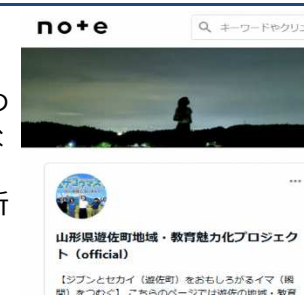 note
キーワードやクリエ
の
新
山形県遊佐町地域・教育魅力化プロジェク
ト（official）
【ジブンとセカイ（遊佐町）をおもしろがるイマ（瞬
間）をつむぐ】こちらのページでは遊佐の地域・教育